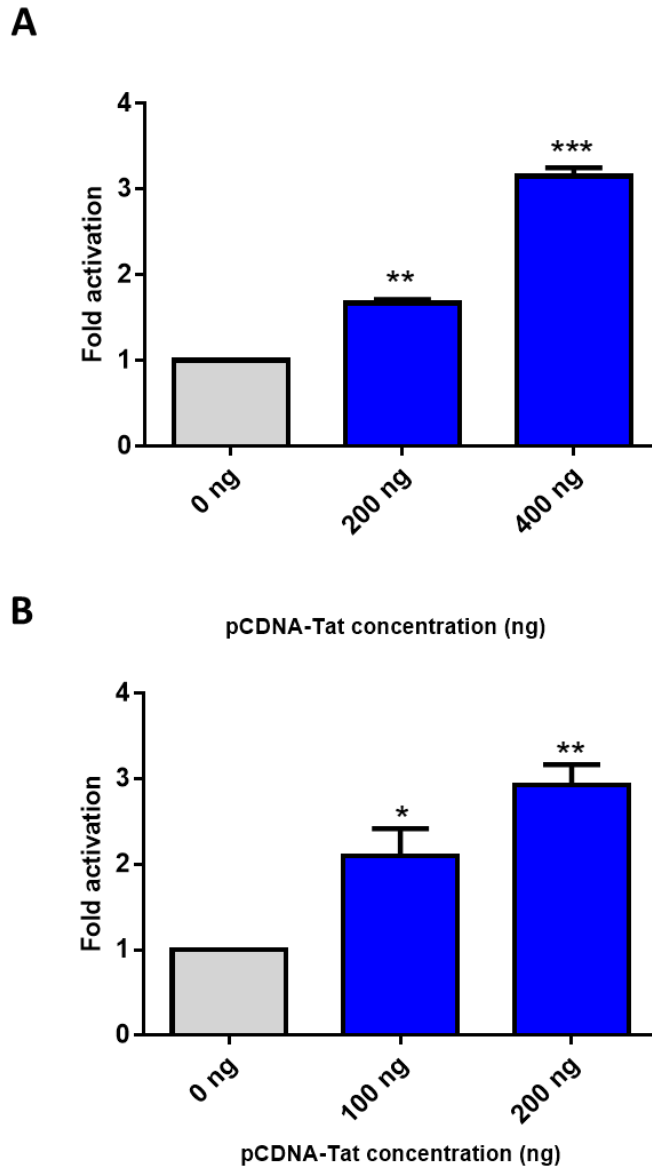 A
Fold activation
4
3
2
1
0
**
***
0 ng
200 ng
400 ng
pCDNA-Tat concentration (ng)
B
Fold activation
4
3
2
1
0
*
**
0 ng
100 ng
200 ng
pCDNA-Tat concentration (ng)